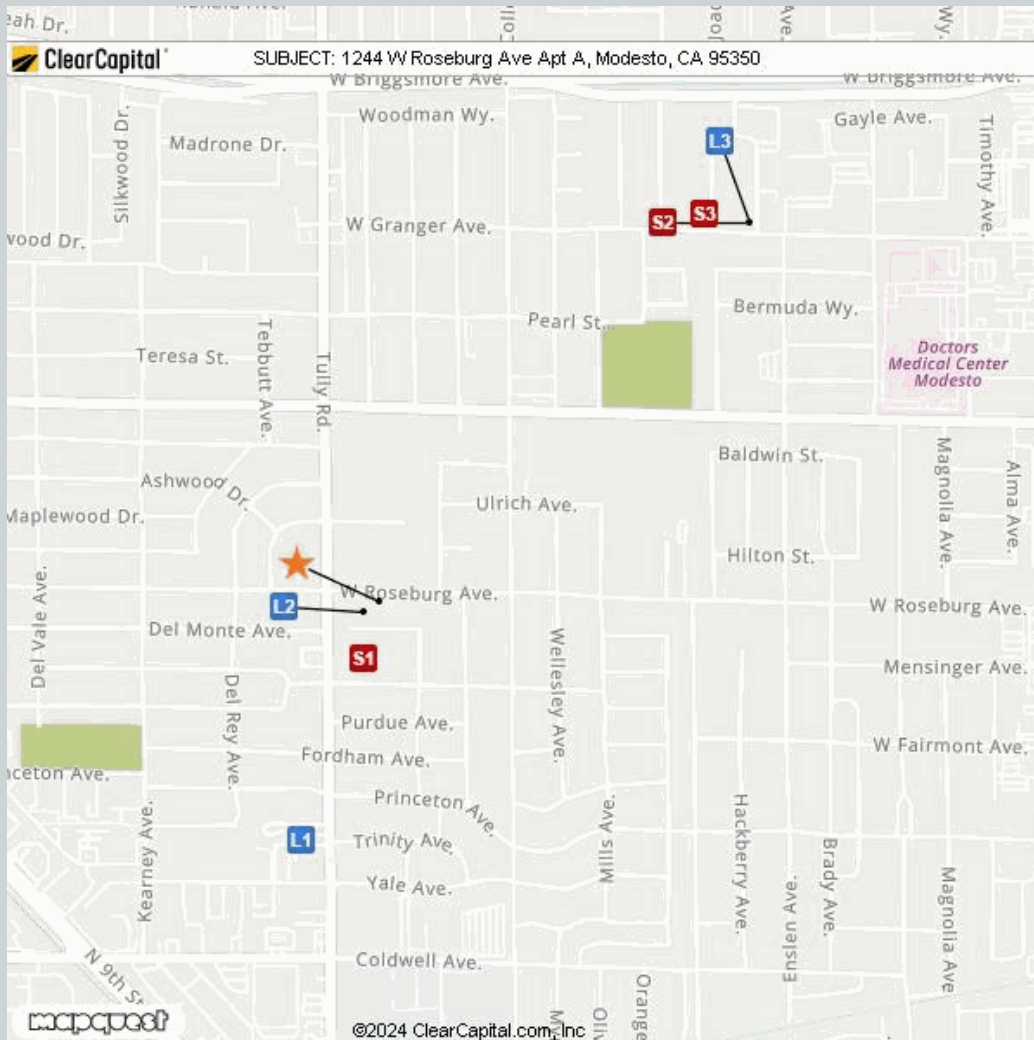 eah Dr.
Wy.
Ave.
ClearCapital®
SUBJECT: 1244 W Roseburg Ave Apt A, Modesto, CA 95350
W Briggsmore Ave.
W Briggsmore Ave.
Woodman Wy.
Gayle Ave.
Silkwood Dr.
Madrone Dr.
Timothy Ave.
L3
S2
S3
W Granger Ave.
wood Dr.
Bermuda Wy.
Pearl St.
Tebbutt Ave.
Teresa St.
Tully Rd.
Doctors
Medical Center
Modesto
Baldwin St.
Magnolia Ave.
Alma Ave.
Ashwood Dr.
Ulrich Ave.
Maplewood Dr.
Hilton St.
W Roseburg Ave.
L2
W Roseburg Ave.
Del Vale Ave.
Del Monte Ave.
S1
Wellesley Ave.
Mensinger Ave.
Del Rey Ave.
Purdue Ave.
W Fairmont Ave.
Fordham Ave.
nceton Ave.
Princeton Ave.
L1
Trinity Ave.
Mills Ave.
Hackberry Ave.
Brady Ave.
Kearney Ave.
Yale Ave.
Enslen Ave.
Magnolia Ave
Coldwell Ave.
N 9th St
Orange
Oliv
My
mapquest
©2024 ClearCapital.com, Inc